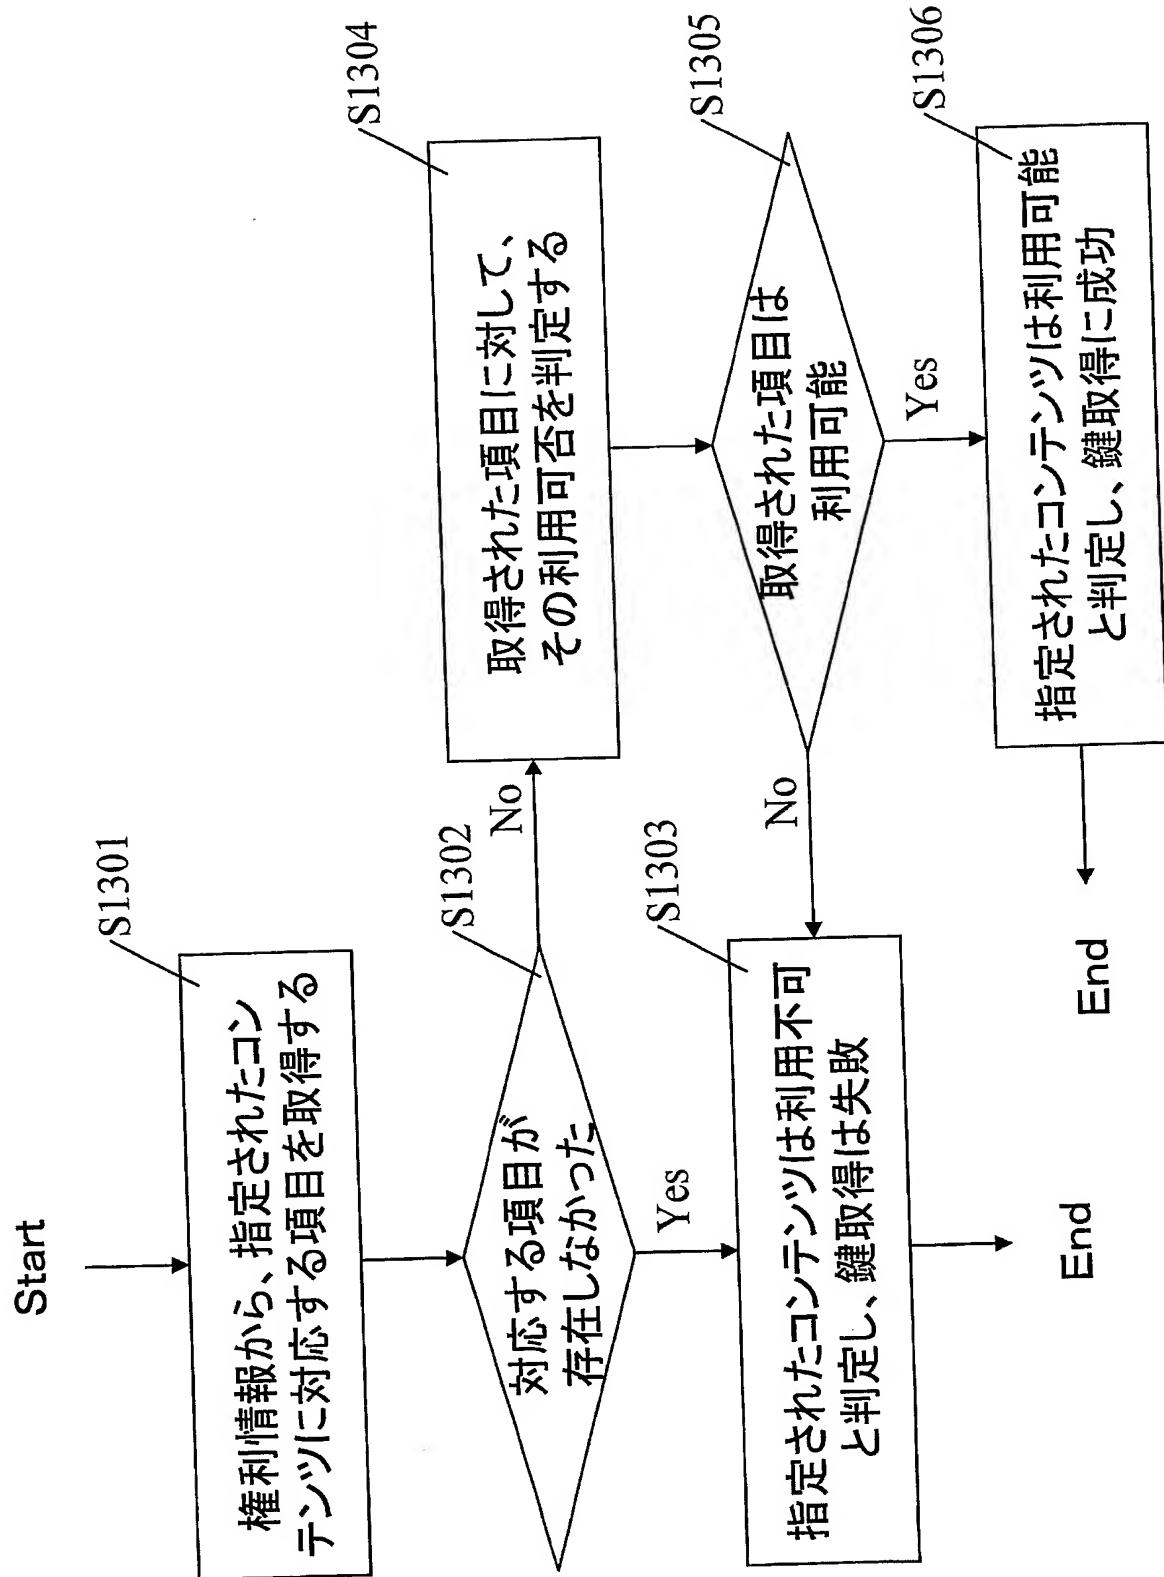 Start
S1301
権利情報から、指定されたコン
テンツに対応する項目を取得する
S1302
対応する項目が
存在しなかった
No
Yes
S1303
指定されたコンテンツは利用不可
と判定し、鍵取得は失敗
End
S1304
取得された項目に対して、
その利用可否を判定する
S1305
取得された項目は
利用可能
No
Yes
S1306
指定されたコンテンツは利用可能
と判定し、鍵取得に成功
End